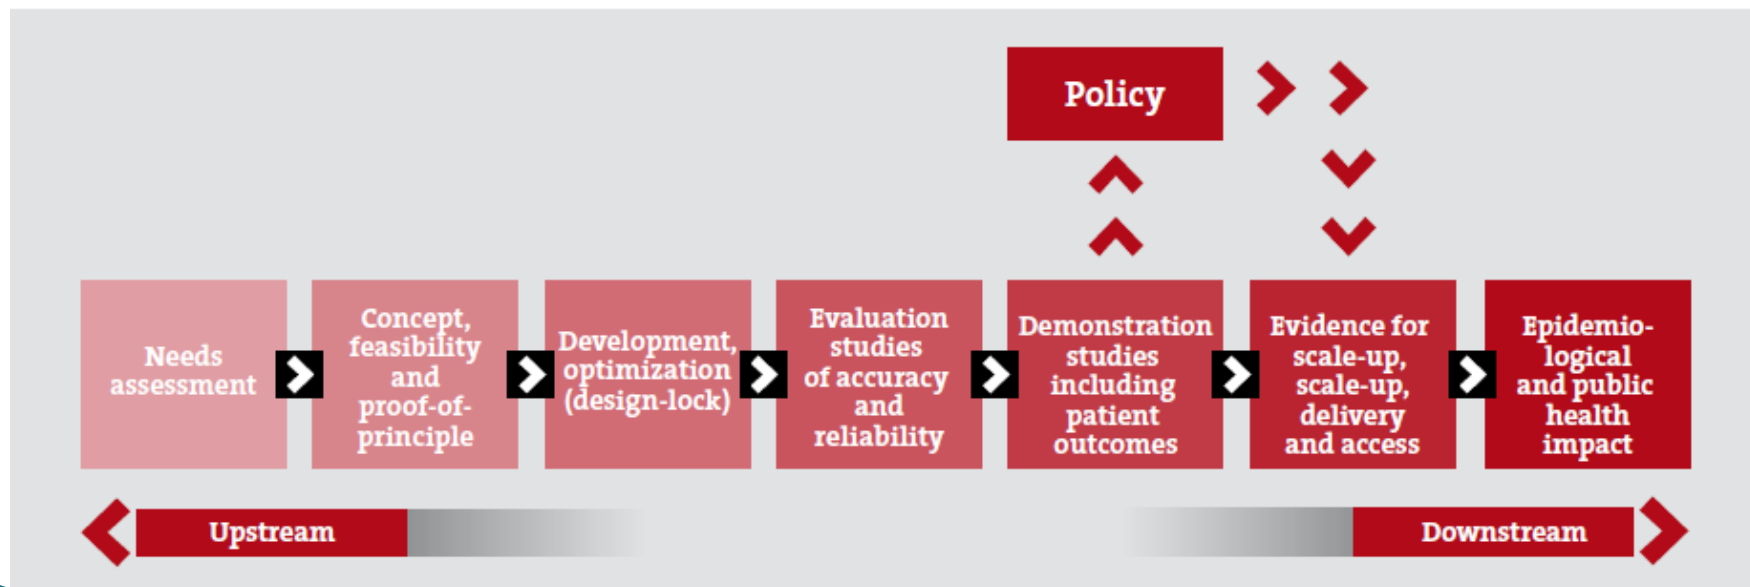 Policy
Needs
assessment
Concept,
feasibility
and
proof-of-
principle
Development,
optimization
(design-lock)
Evaluation
studies
of accuracy
and
reliability
Demonstration
studies
including
patient
outcomes
Evidence for
scale-up,
scale-up,
delivery
and access
Epidemio-
logical
and public
health
impact
Upstream
Downstream